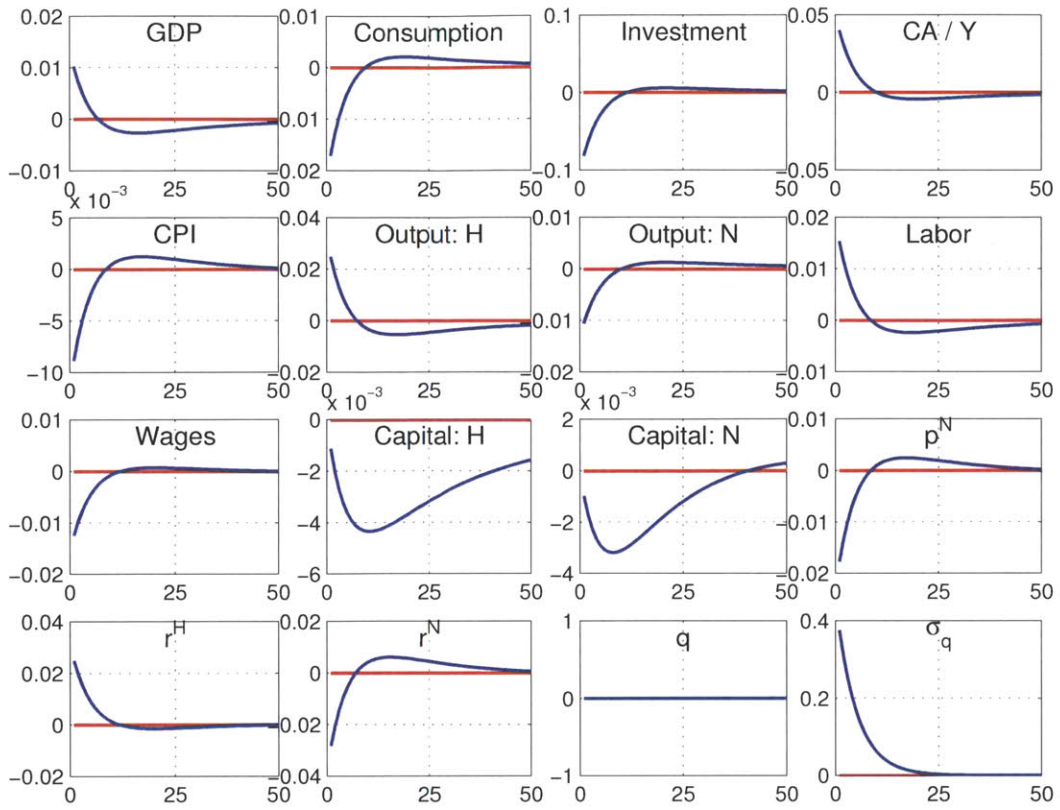 0.02
0.01
0
−0.01
GDP
0 25 50
0.01
0
−0.01
−0.02
Consumption
0 25 50
0.1
0
−0.1
Investment
0 25 50
0.05
0
−0.05
CA / Y
0 25 50
x 10⁻³
5
0
−5
−10
CPI
0 25 50
0.04
0.02
0
−0.02
Output: H
0 25 50
0.01
0
−0.01
−0.02
Output: N
0 25 50
0.02
0.01
0
−0.01
Labor
0 25 50
0.01
0
−0.01
−0.02
Wages
0 25 50
x 10⁻³
0
−2
−4
−6
Capital: H
0 25 50
x 10⁻³
2
0
−2
−4
Capital: N
0 25 50
0.01
0
−0.01
−0.02
pᴺ
0 25 50
0.04
0.02
0
−0.02
rᴴ
0 25 50
0.02
0
−0.02
−0.04
rᴺ
0 25 50
1
0
−1
q
0 25 50
0.4
0.2
0
σ_q
0 25 50